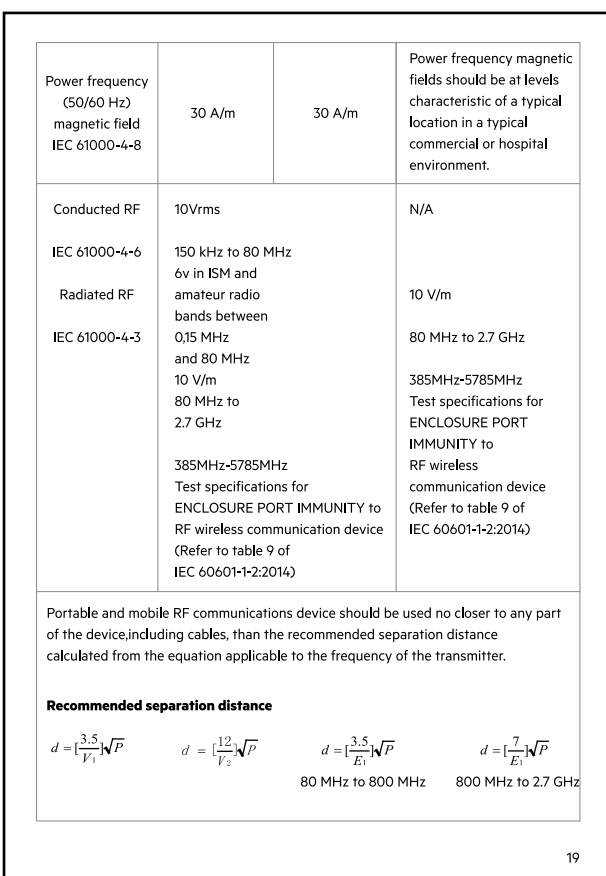 Power frequency
(50/60 Hz)
magnetic field
IEC 61000-4-8
30 A/m
30 A/m
Power frequency magnetic
fields should be at levels
characteristic of a typical
location in a typical
commercial or hospital
environment.
Conducted RF
IEC 61000-4-6
Radiated RF
IEC 61000-4-3
10Vrms
150 kHz to 80 MHz
6v in ISM and
amateur radio
bands between
0,15 MHz
and 80 MHz
10 V/m
80 MHz to
2.7 GHz
385MHz-5785MHz
Test specifications for
ENCLOSURE PORT IMMUNITY to
RF wireless communication device
(Refer to table 9 of
IEC 60601-1-2:2014)
N/A
10 V/m
80 MHz to 2.7 GHz
385MHz-5785MHz
Test specifications for
ENCLOSURE PORT
IMMUNITY to
RF wireless
communication device
(Refer to table 9 of
IEC 60601-1-2:2014)
Portable and mobile RF communications device should be used no closer to any part
of the device,including cables, than the recommended separation distance
calculated from the equation applicable to the frequency of the transmitter.
Recommended separation distance
d = [3.5/V₁]√P
d = [12/V₂]√P
d = [3.5/E₁]√P
80 MHz to 800 MHz
d = [7/E₁]√P
800 MHz to 2.7 GHz
19